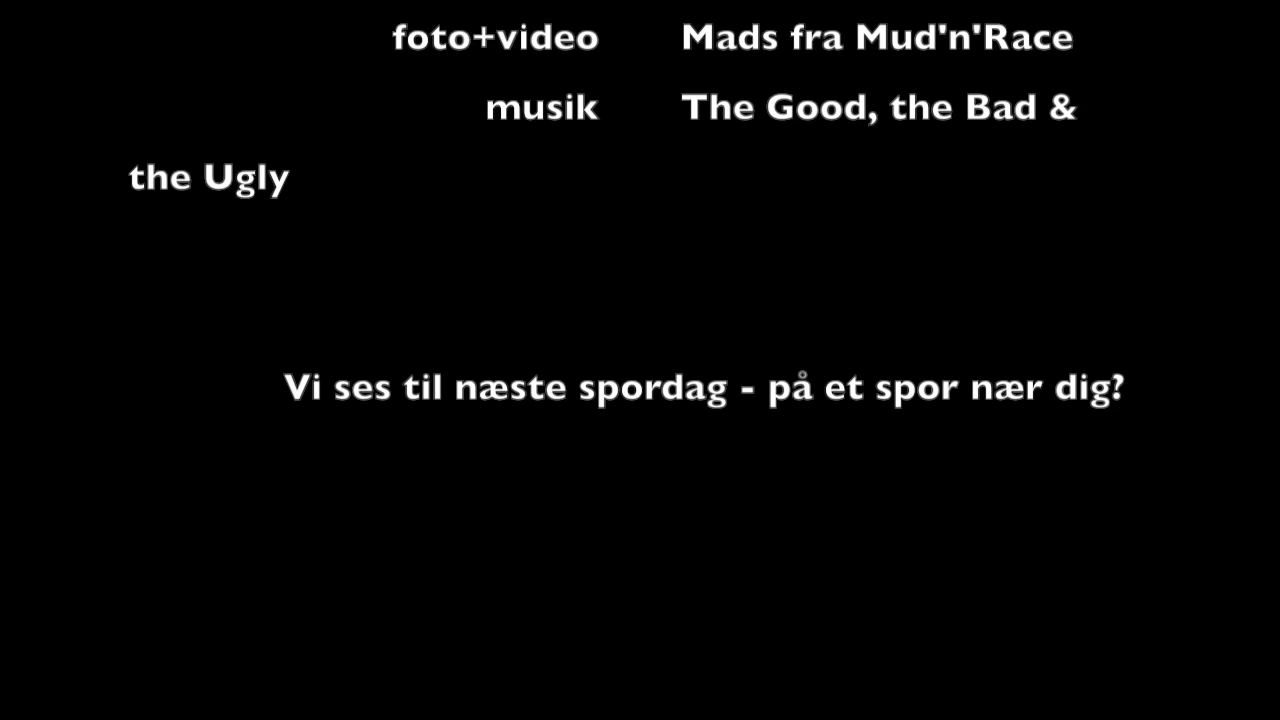 foto+video Mads fra Mud'n'Race
musik The Good, the Bad &
the Ugly
Vi ses til næste spordag - på et spor nær dig?